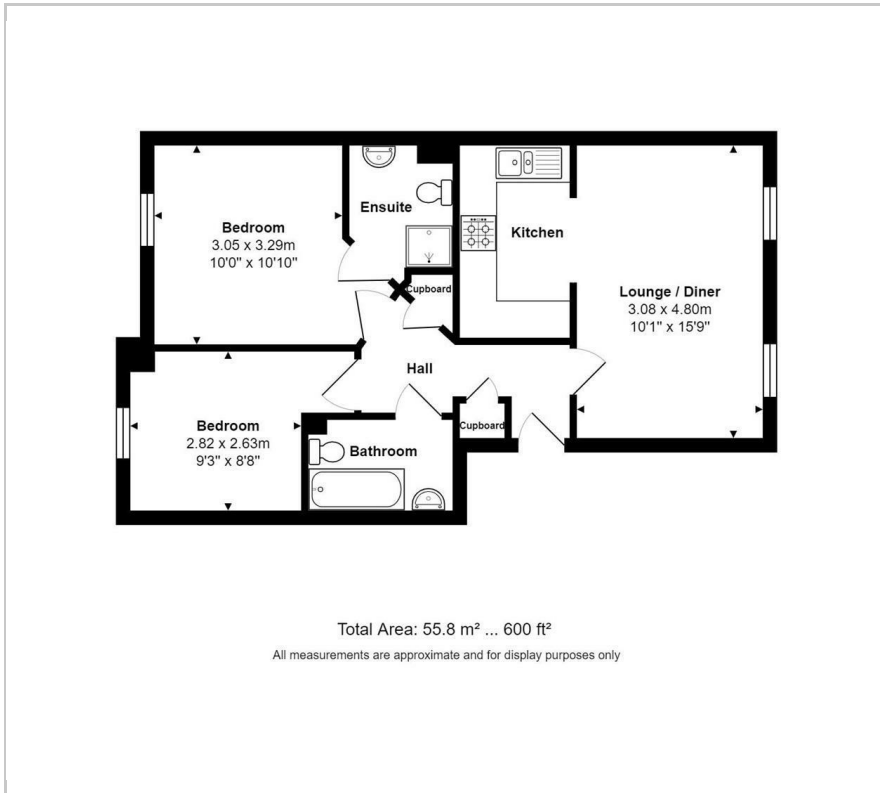 Bedroom
3.05 x 3.29m
10'0" x 10'10"
Ensuite
Kitchen
Cupboard
Lounge / Diner
3.08 x 4.80m
10'1" x 15'9"
Hall
Bedroom
2.82 x 2.63m
9'3" x 8'8"
Bathroom
Cupboard
Total Area: 55.8 m² ... 600 ft²
All measurements are approximate and for display purposes only